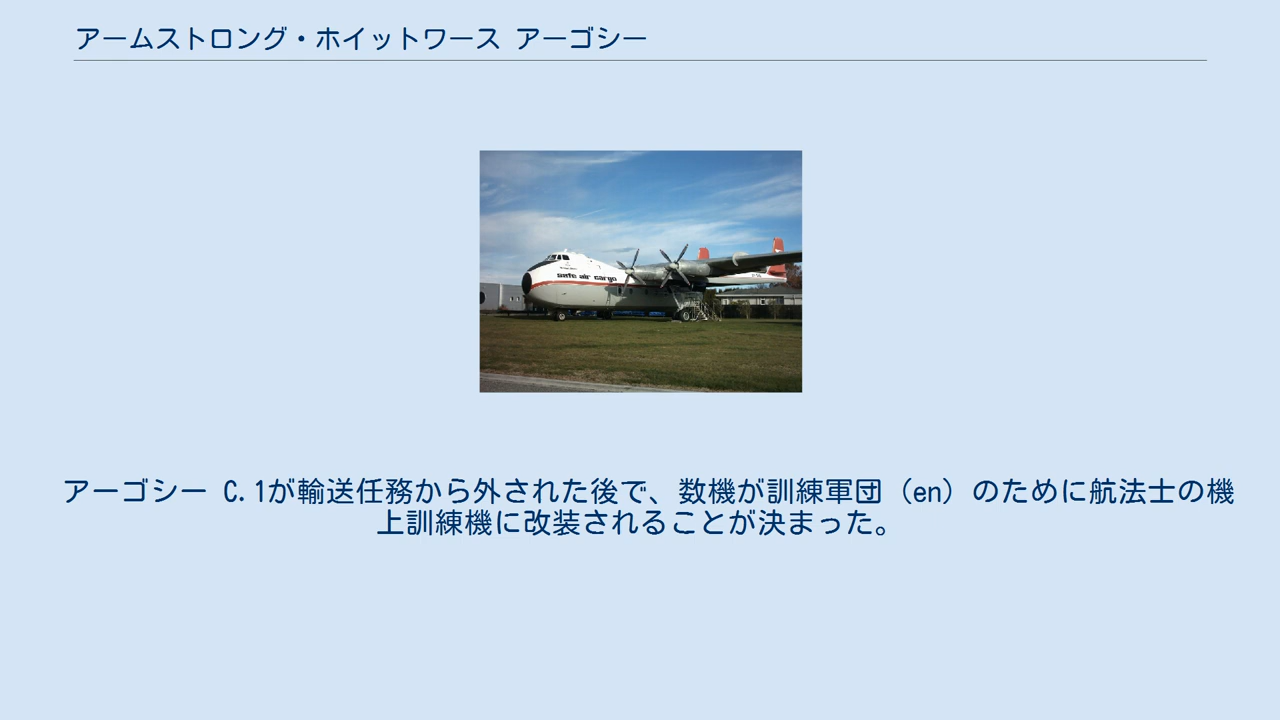 アームストロング・ホイットワース アーゴシー
safe air cargo
アーゴシー C.1が輸送任務から外された後で、数機が訓練軍団（en）のために航法士の機
上訓練機に改装されることが決まった。